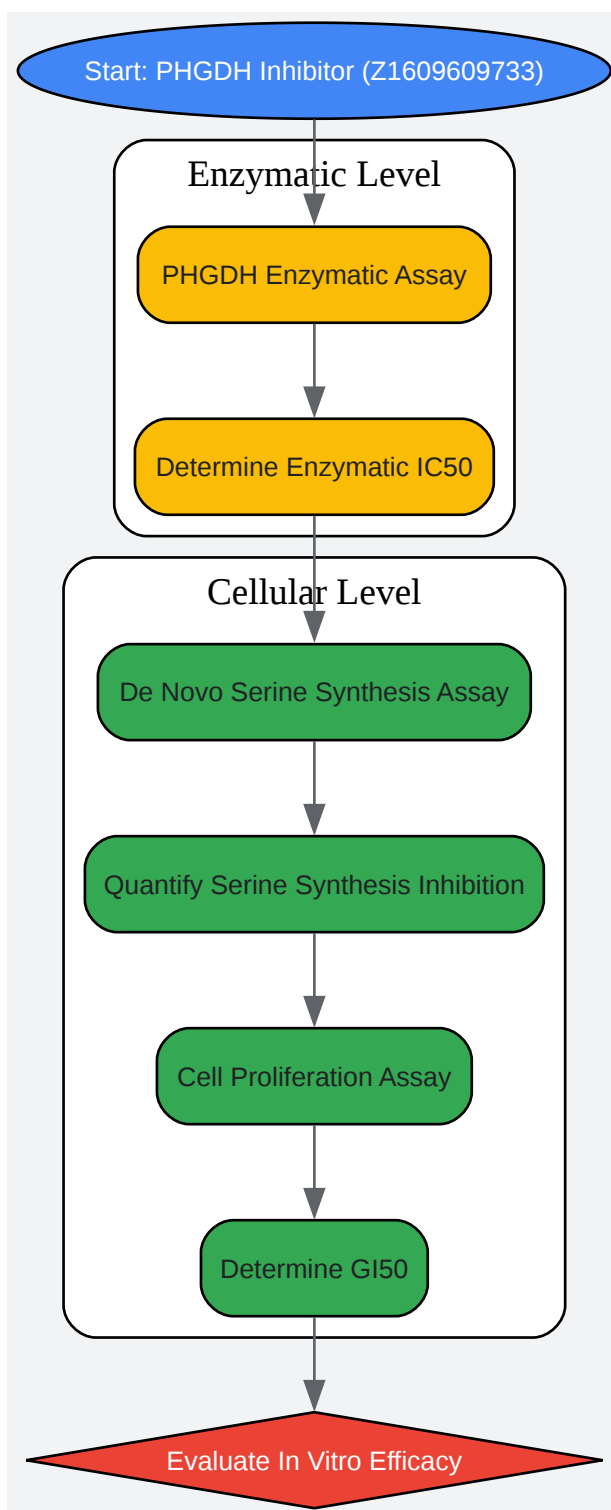 Start: PHGDH Inhibitor (Z1609609733)
Enzymatic Level
PHGDH Enzymatic Assay
Determine Enzymatic IC50
Cellular Level
De Novo Serine Synthesis Assay
Quantify Serine Synthesis Inhibition
Cell Proliferation Assay
Determine GI50
Evaluate In Vitro Efficacy